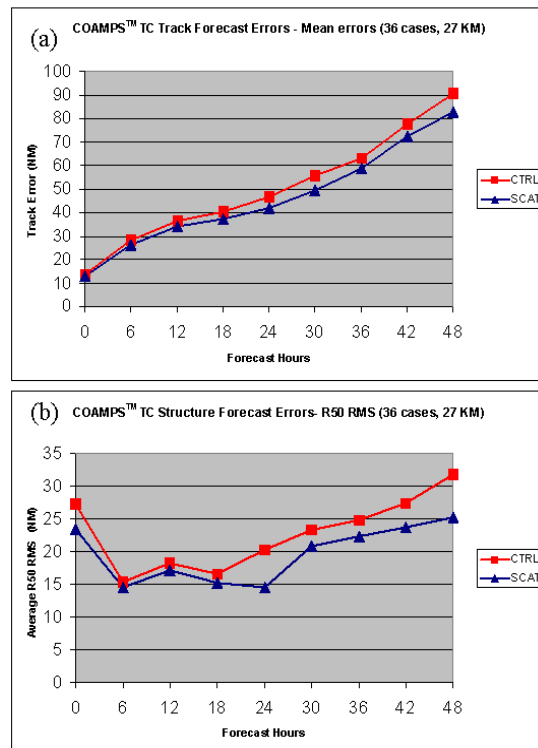 (a) COAMPS™ TC Track Forecast Errors - Mean errors (36 cases, 27 KM)
Track Error (NM)
100
90
80
70
60
50
40
30
20
10
0
0 6 12 18 24 30 36 42 48
Forecast Hours
CTRL
SCAT
(b) COAMPS™ TC Structure Forecast Errors- R50 RMS (36 cases, 27 KM)
Average R50 RMS (NM)
35
30
25
20
15
10
5
0
0 6 12 18 24 30 36 42 48
Forecast Hours
CTRL
SCAT